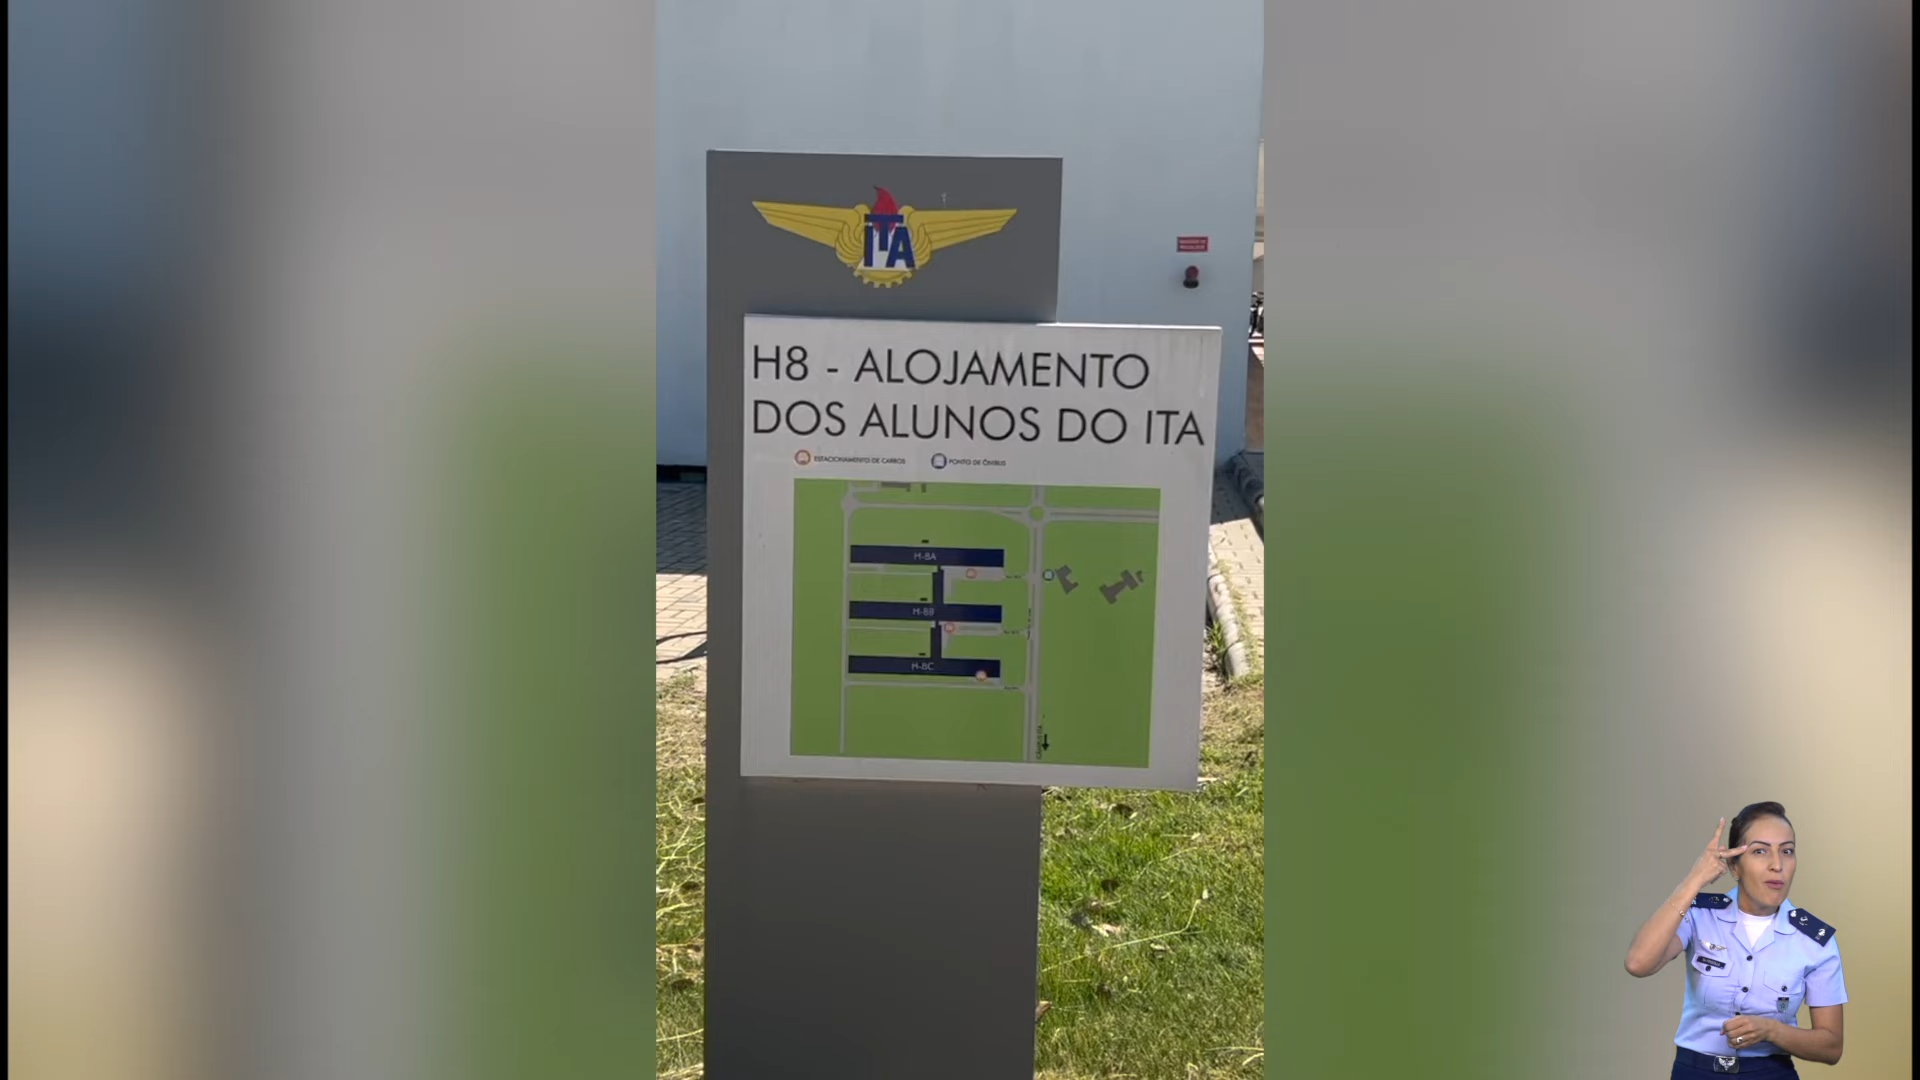 ITA
H8 - ALOJAMENTO
DOS ALUNOS DO ITA
ESTACIONAMENTO DE CARROS
PONTO DE ÔNIBUS
H-8A
H-8B
H-8C